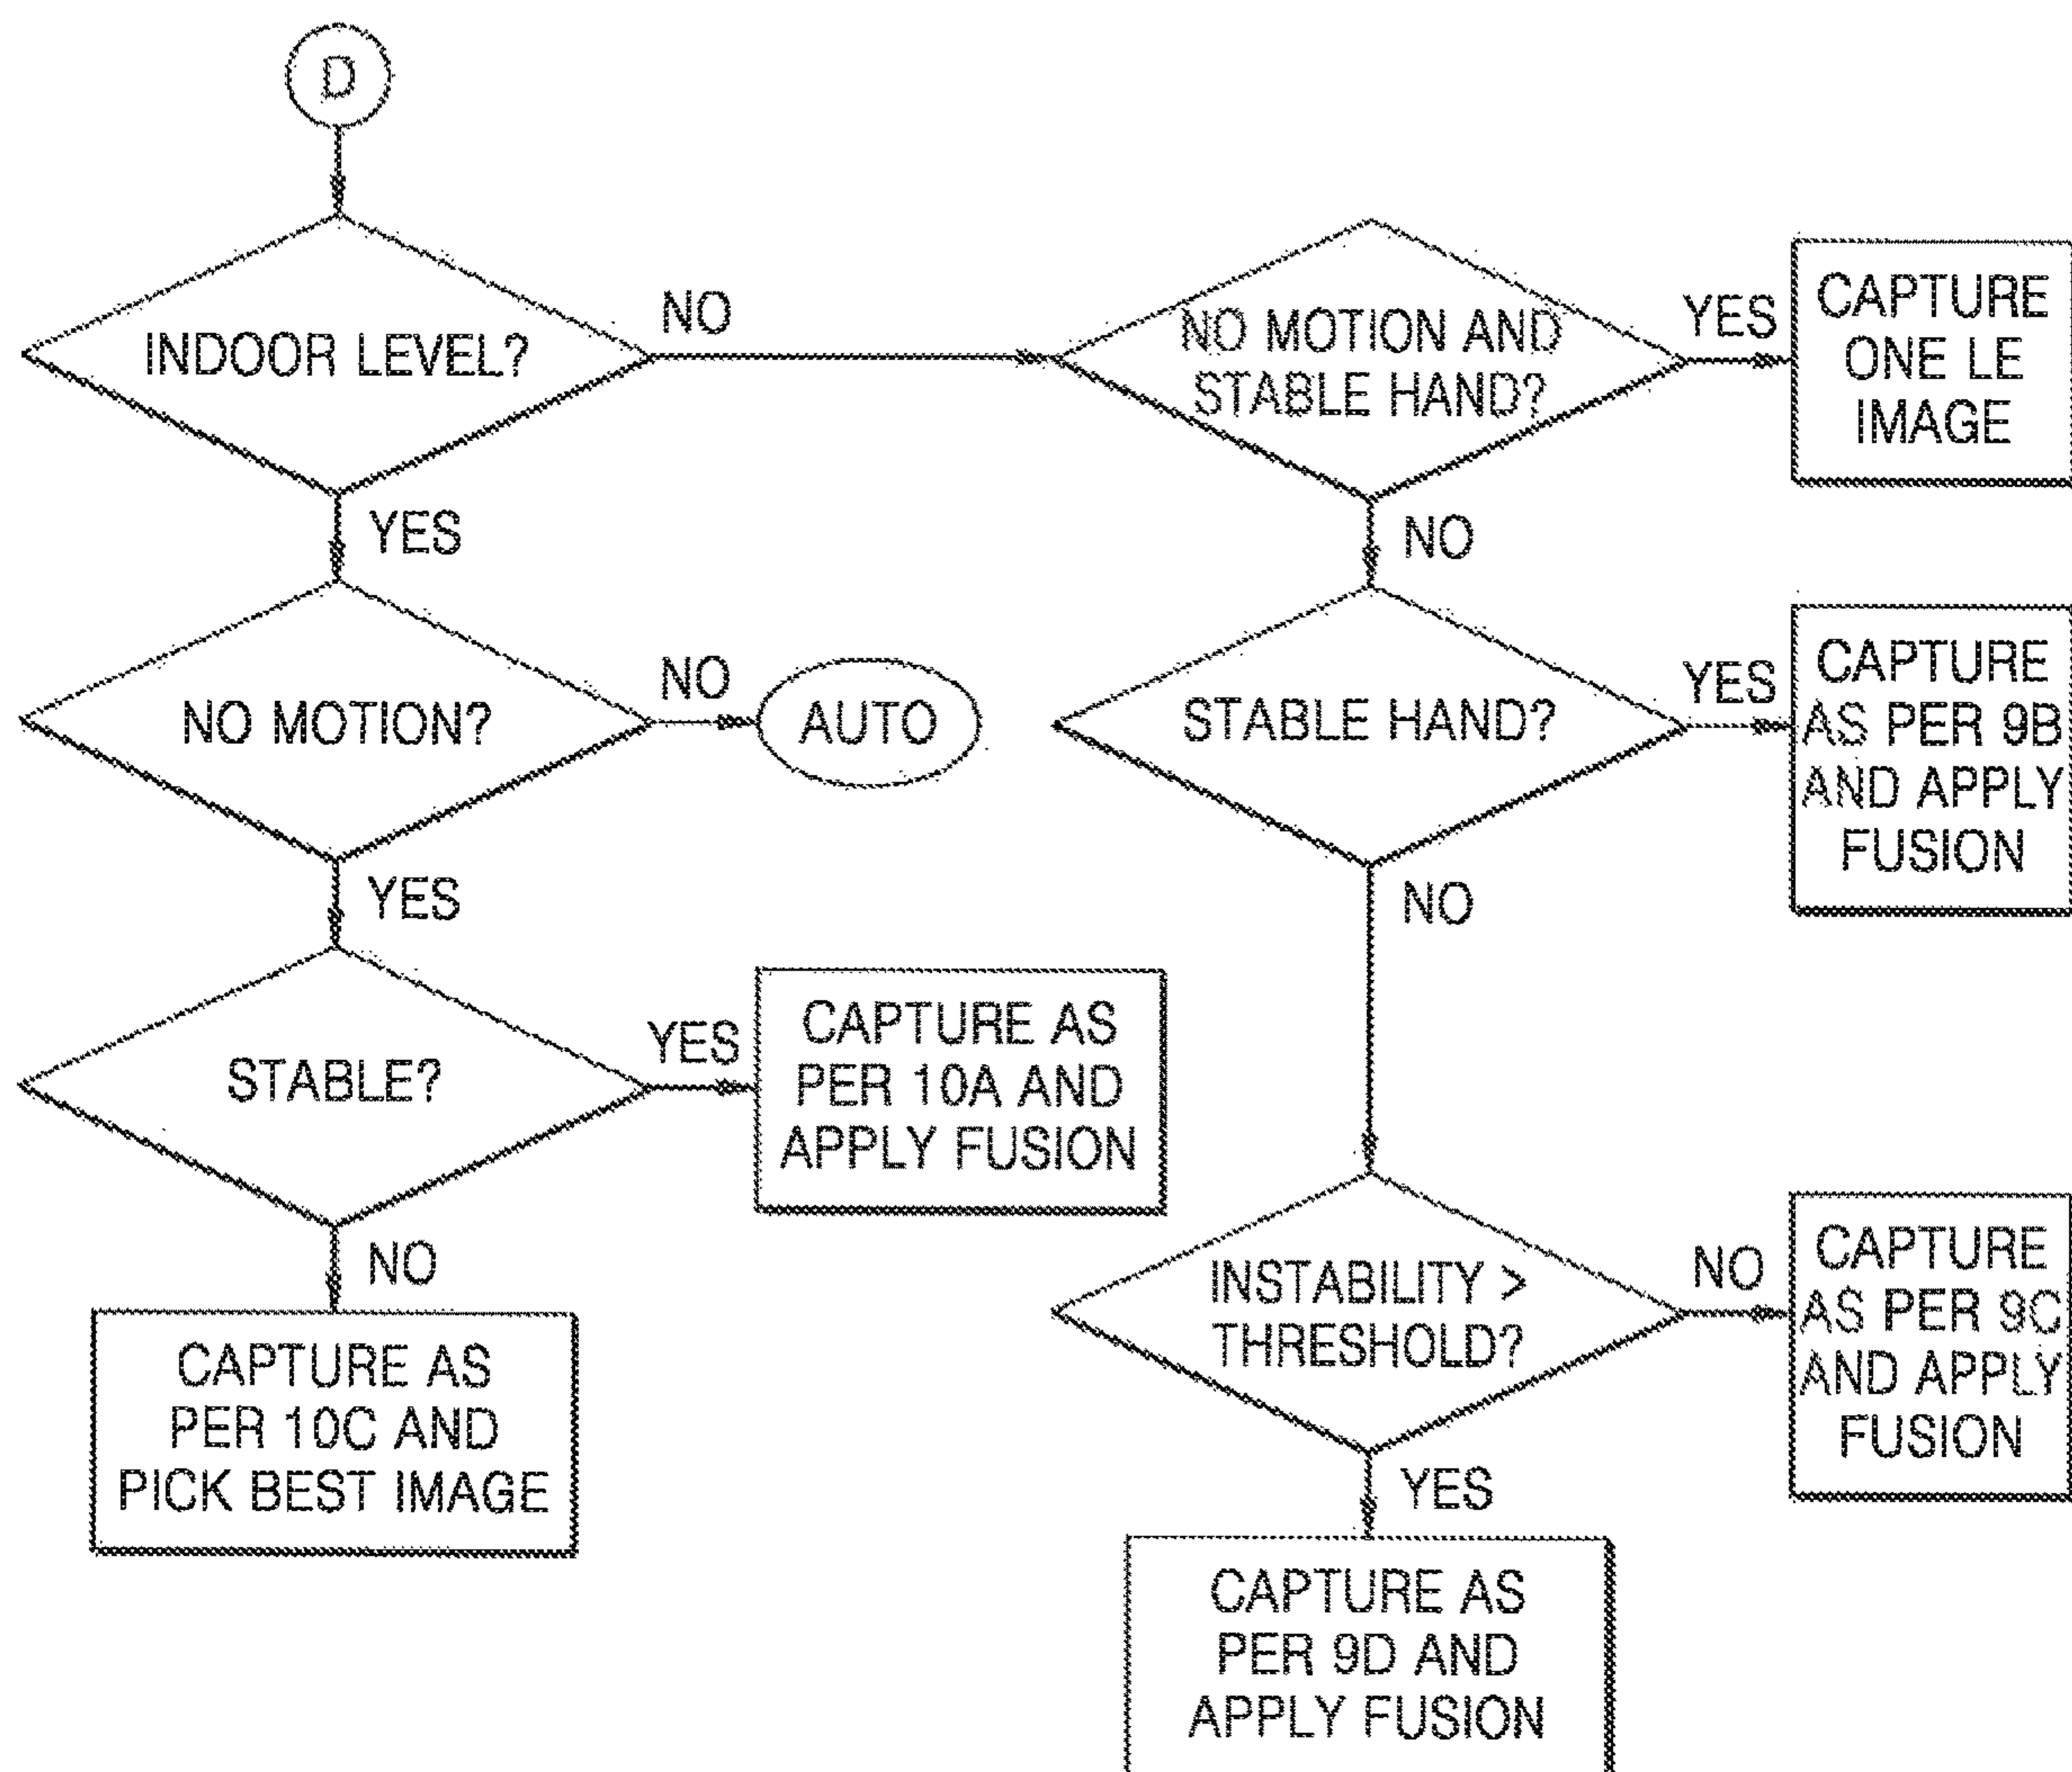 D
INDOOR LEVEL?
NO
NO MOTION AND
STABLE HAND?
YES
CAPTURE
ONE LE
IMAGE
YES
NO
NO MOTION?
NO
AUTO
STABLE HAND?
YES
CAPTURE
AS PER 9B
AND APPLY
FUSION
YES
NO
STABLE?
YES
CAPTURE AS
PER 10A AND
APPLY FUSION
NO
CAPTURE AS
PER 10C AND
PICK BEST IMAGE
INSTABILITY >
THRESHOLD?
NO
CAPTURE
AS PER 9C
AND APPLY
FUSION
YES
CAPTURE AS
PER 9D AND
APPLY FUSION